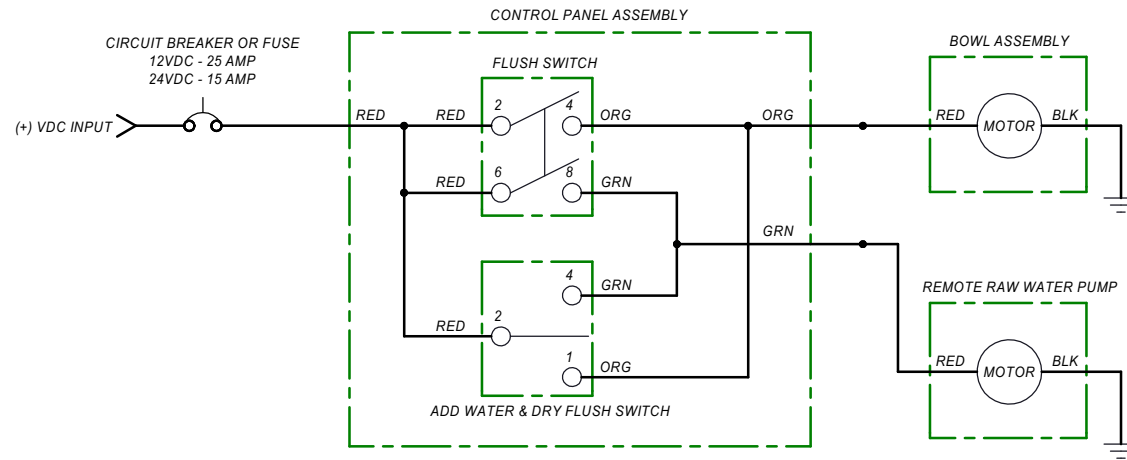 CONTROL PANEL ASSEMBLY
CIRCUIT BREAKER OR FUSE
12VDC - 25 AMP
24VDC - 15 AMP
FLUSH SWITCH
BOWL ASSEMBLY
(+) VDC INPUT
RED
RED
2
4
ORG
ORG
RED
MOTOR
BLK
RED
6
8
GRN
GRN
4
GRN
REMOTE RAW WATER PUMP
RED
2
1
ORG
RED
MOTOR
BLK
ADD WATER & DRY FLUSH SWITCH